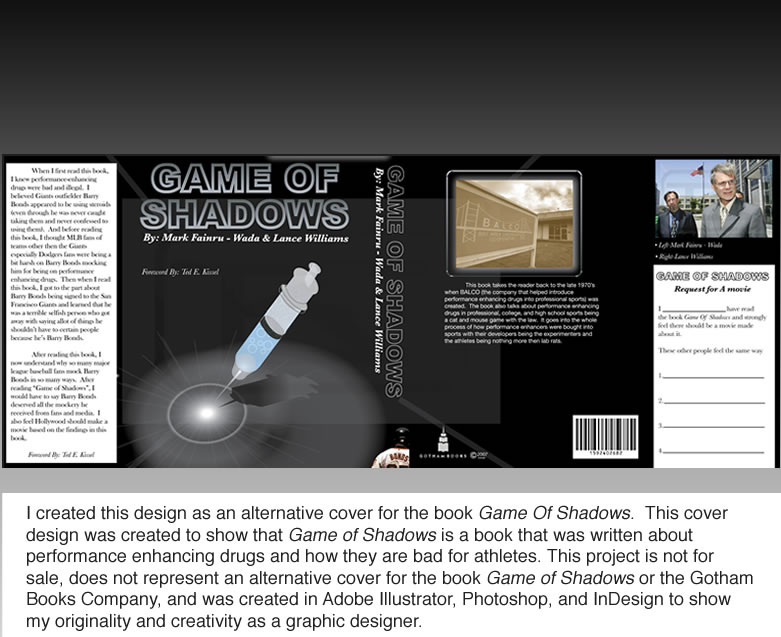 When I first read this book,
I knew performance-enhancing
drugs were bad and illegal. I
believed Giants outfielder Barry
Bonds appeared to be using steroids
(even through he was never caught
taking them and never confessed to
using them). And before reading
this book, I thought MLB fans of
teams other then the Giants
especially Dodgers fans were being a
bit harsh on Barry Bonds mocking
him for being on performance
enhancing drugs. Then when I read
this book, I got to the part about
Barry Bonds being signed to the San
Francisco Giants and learned that he
was a terrible selfish person who got
away with saying allot of things he
shouldn't have to certain people
because he's Barry Bonds.
After reading this book, I
now understand why so many major
league baseball fans mock Barry
Bonds in so many ways. After
reading "Game of Shadows", I
would have to say Barry Bonds
deserved all the mockery he
received from fans and media. I
also feel Hollywood should make a
movie based on the findings in this
book.
Foreword By: Ted E. Kissel
GAME OF
SHADOWS
By: Mark Fainru - Wada & Lance Williams
Foreword By: Ted E. Kissel
GAME OF SHADOWS
By: Mark Fainru - Wada & Lance Williams
BONDS
BALCO
This book takes the reader back to the late 1970's
when BALCO (the company that helped introduce
performance enhancing drugs into professional sports) was
created. The book also talks about performance enhancing
drugs in professional, college, and high school sports being
a cat and mouse game with the law. It goes into the whole
process of how performance enhancers were bought into
sports with their developers being the experimenters and
the athletes being nothing more then lab rats.
GOTHAM BOOKS ©2007
1592402682
• Left Mark Fainru - Wada
• Right Lance Williams
GAME OF SHADOWS
Request for A movie
I ______________ have read
the book Game Of Shadows and strongly
feel there should be a movie made
about it.
These other people feel the same way
1.
2.
3.
4.
I created this design as an alternative cover for the book Game Of Shadows. This cover
design was created to show that Game of Shadows is a book that was written about
performance enhancing drugs and how they are bad for athletes. This project is not for
sale, does not represent an alternative cover for the book Game of Shadows or the Gotham
Books Company, and was created in Adobe Illustrator, Photoshop, and InDesign to show
my originality and creativity as a graphic designer.